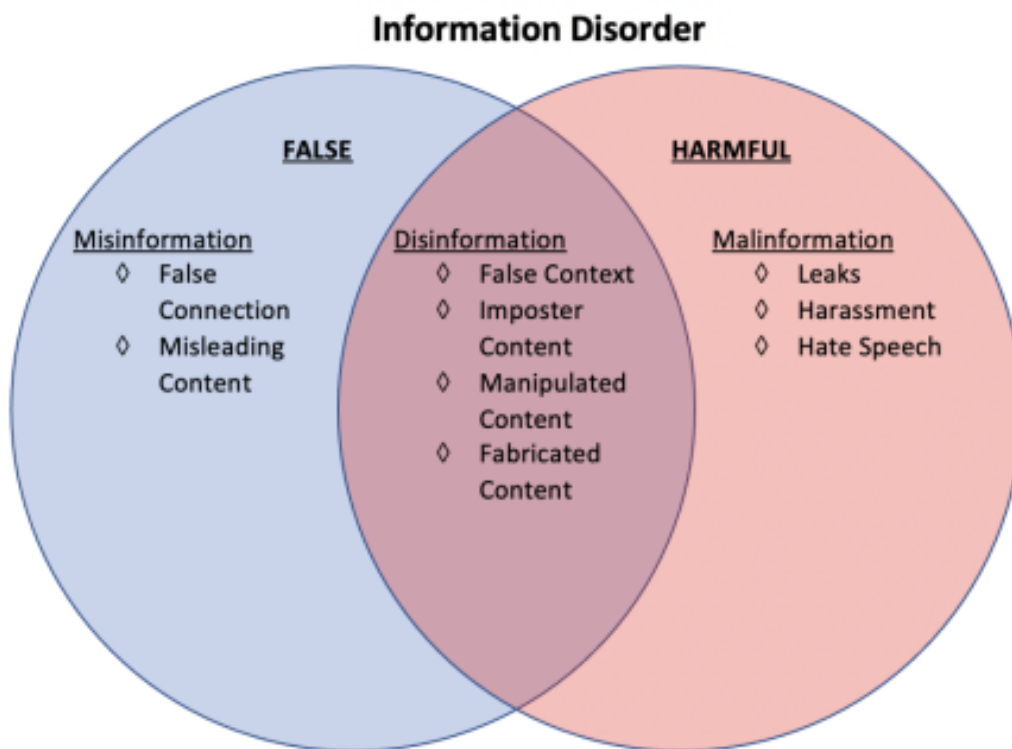 Information Disorder
FALSE
HARMFUL
Misinformation
◊ False
Connection
◊ Misleading
Content
Disinformation
◊ False Context
◊ Imposter
Content
◊ Manipulated
Content
◊ Fabricated
Content
Malinformation
◊ Leaks
◊ Harassment
◊ Hate Speech